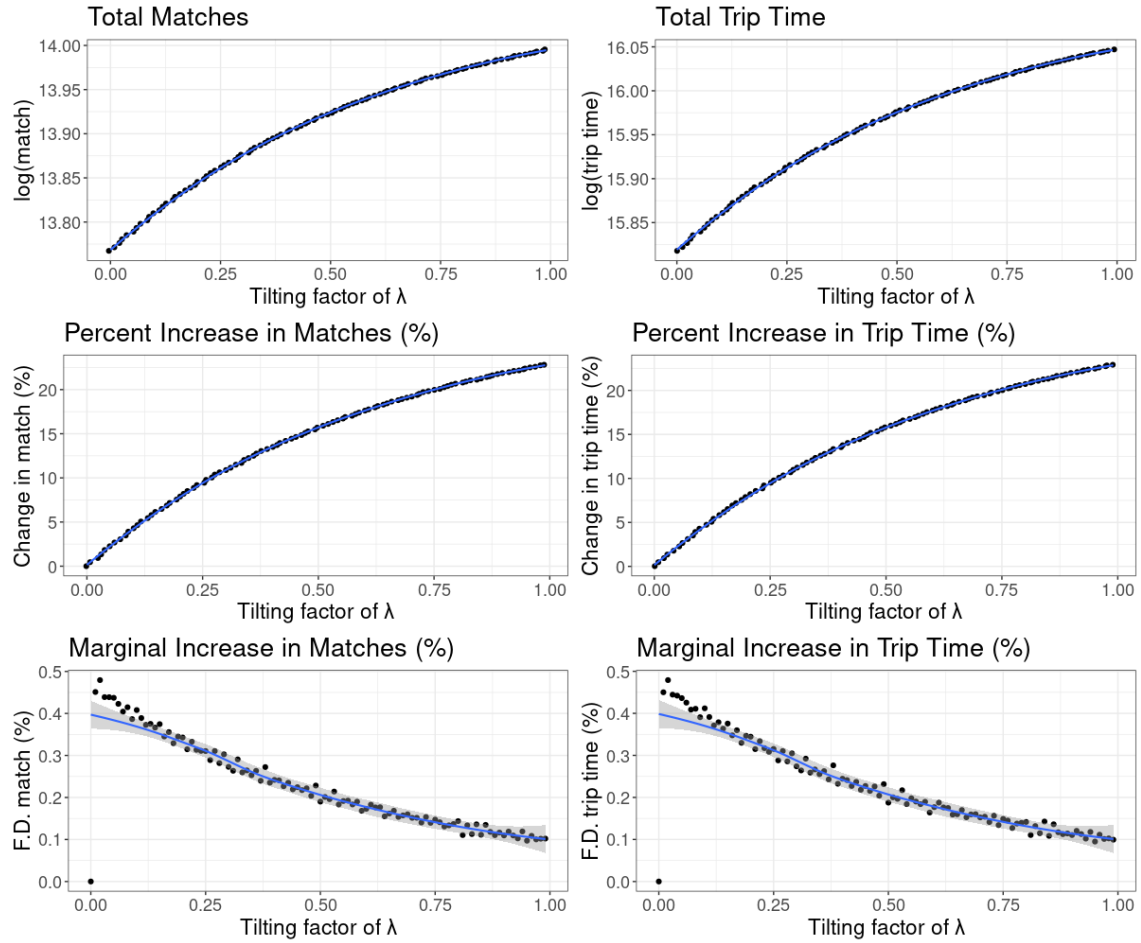 Total Matches
log(match)
14.00
13.95
13.90
13.85
13.80
0.00 0.25 0.50 0.75 1.00
Tilting factor of λ
Total Trip Time
log(trip time)
16.05
16.00
15.95
15.90
15.85
0.00 0.25 0.50 0.75 1.00
Tilting factor of λ
Percent Increase in Matches (%)
Change in match (%)
20
15
10
5
0
0.00 0.25 0.50 0.75 1.00
Tilting factor of λ
Percent Increase in Trip Time (%)
Change in trip time (%)
20
15
10
5
0
0.00 0.25 0.50 0.75 1.00
Tilting factor of λ
Marginal Increase in Matches (%)
F.D. match (%)
0.5
0.4
0.3
0.2
0.1
0.0
0.00 0.25 0.50 0.75 1.00
Tilting factor of λ
Marginal Increase in Trip Time (%)
F.D. trip time (%)
0.5
0.4
0.3
0.2
0.1
0.0
0.00 0.25 0.50 0.75 1.00
Tilting factor of λ